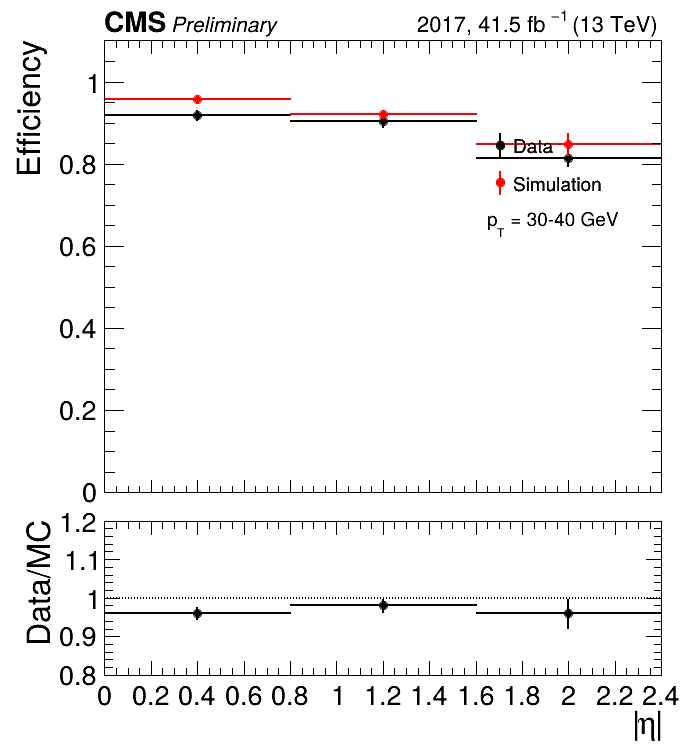 CMS Preliminary 2017, 41.5 fb⁻¹ (13 TeV)
Efficiency
1
0.8
0.6
0.4
0.2
0
Data
Simulation
p_T = 30-40 GeV
Data/MC
1.2
1.1
1
0.9
0.8
0 0.2 0.4 0.6 0.8 1 1.2 1.4 1.6 1.8 2 2.2 2.4
|η|